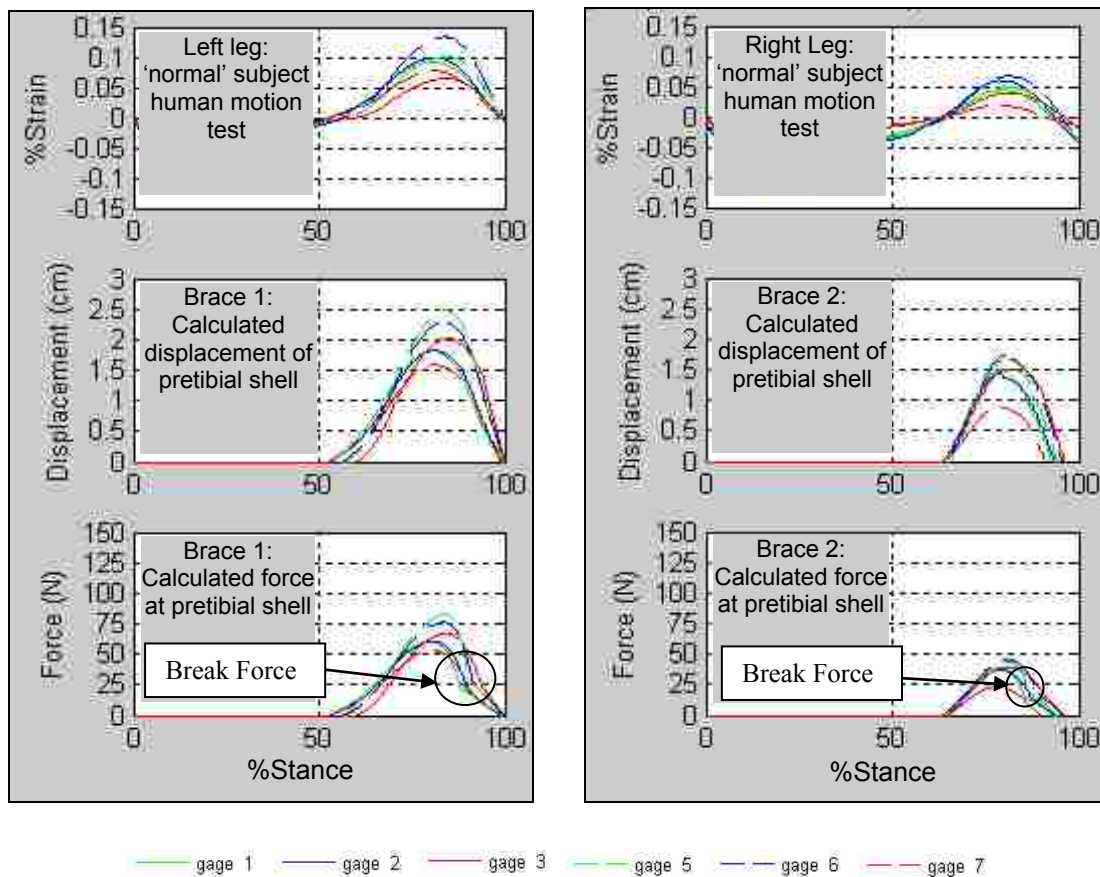 0.15
0.1
0.05
0
-0.05
-0.1
-0.15
%Strain
Left leg:
‘normal’ subject
human motion
test
0
50
100
3
2.5
2
1.5
1
0.5
0
Displacement (cm)
Brace 1:
Calculated
displacement of
pretibial shell
0
50
100
150
125
100
75
50
25
0
Force (N)
Brace 1:
Calculated force
at pretibial shell
Break Force
0
50
100
%Stance
0.15
0.1
0.05
0
-0.05
-0.1
-0.15
%Strain
Right Leg:
‘normal’ subject
human motion
test
0
50
100
3
2.5
2
1.5
1
0.5
0
Displacement (cm)
Brace 2:
Calculated
displacement of
pretibial shell
0
50
100
150
125
100
75
50
25
0
Force (N)
Brace 2:
Calculated force
at pretibial shell
Break Force
0
50
100
%Stance
gage 1 gage 2 gage 3 gage 5 gage 6 gage 7